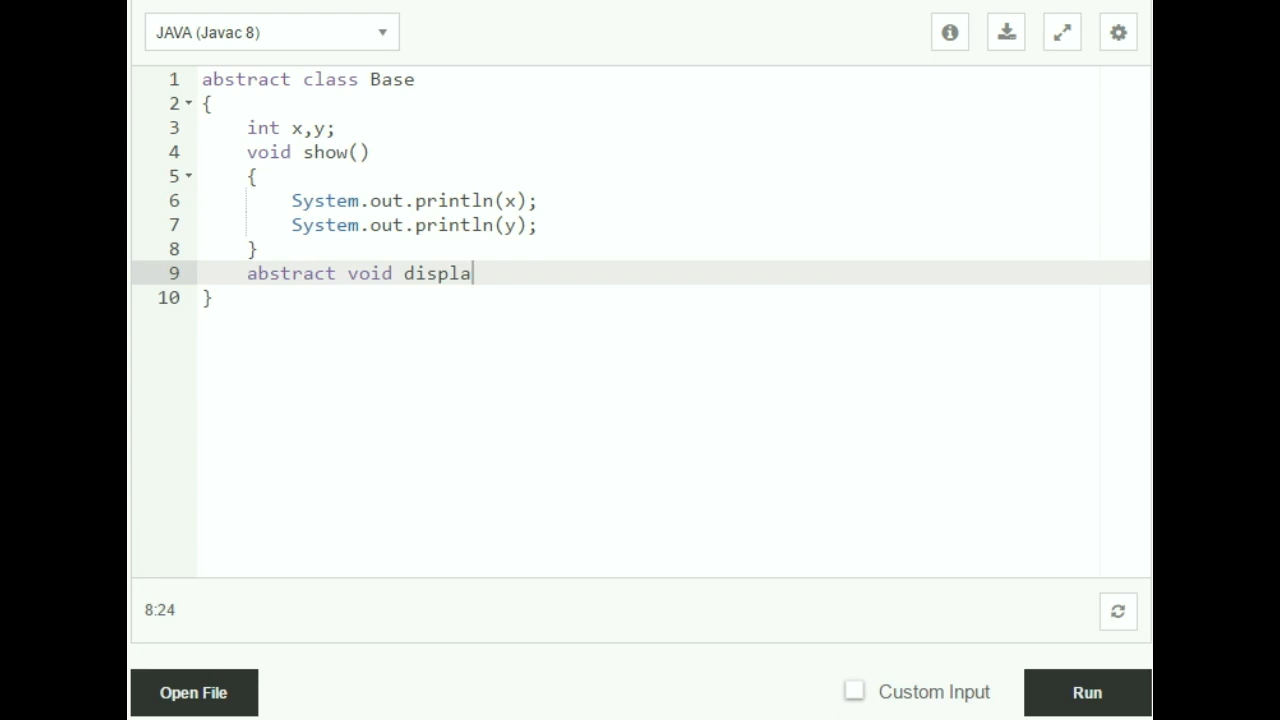 JAVA (Javac 8)
1 abstract class Base
2 {
3 int x,y;
4 void show()
5 {
6 System.out.println(x);
7 System.out.println(y);
8 }
9 abstract void displa
10 }
8:24
Open File
Custom Input
Run